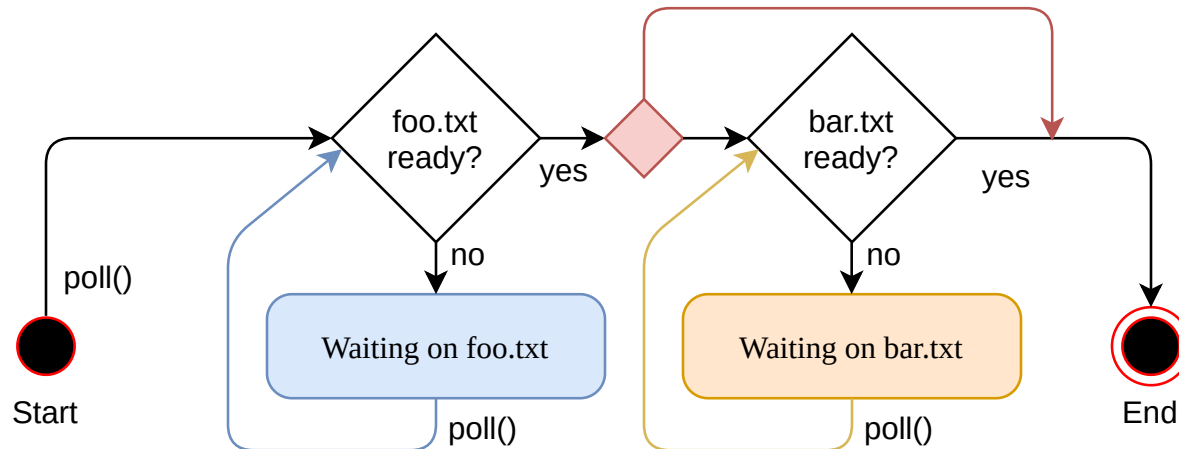 foo.txt
ready?
yes
bar.txt
ready?
yes
poll()
no
no
Waiting on foo.txt
Waiting on bar.txt
Start
poll()
poll()
End